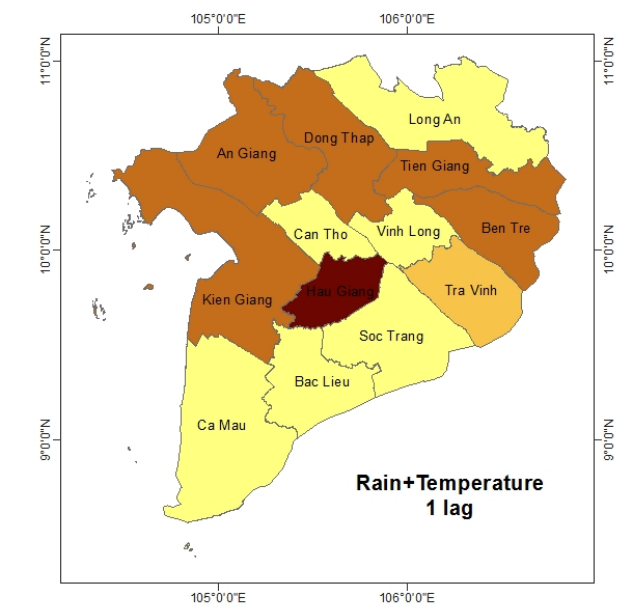 105°0'0"E 106°0'0"E
11°0'0"N 11°0'0"N
Long An
Dong Thap
An Giang
Tien Giang
Ben Tre
Can Tho
Vinh Long
10°0'0"N 10°0'0"N
Hau Giang
Tra Vinh
Kien Giang
Soc Trang
Bac Lieu
Ca Mau
9°0'0"N 9°0'0"N
Rain+Temperature
1 lag
105°0'0"E 106°0'0"E